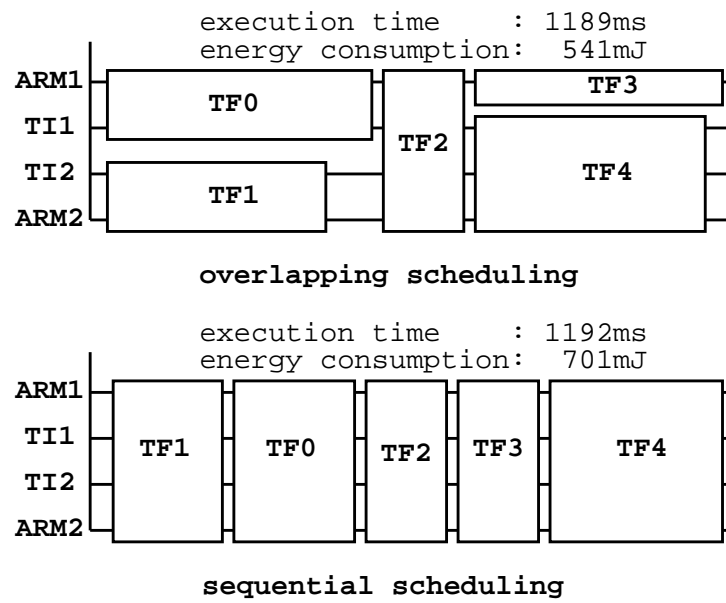 execution time : 1189ms
energy consumption: 541mJ
ARM1 TF0 TF3
TI1 TF2
TI2 TF1 TF4
ARM2
overlapping scheduling
execution time : 1192ms
energy consumption: 701mJ
ARM1
TI1 TF1 TF0 TF2 TF3 TF4
TI2
ARM2
sequential scheduling